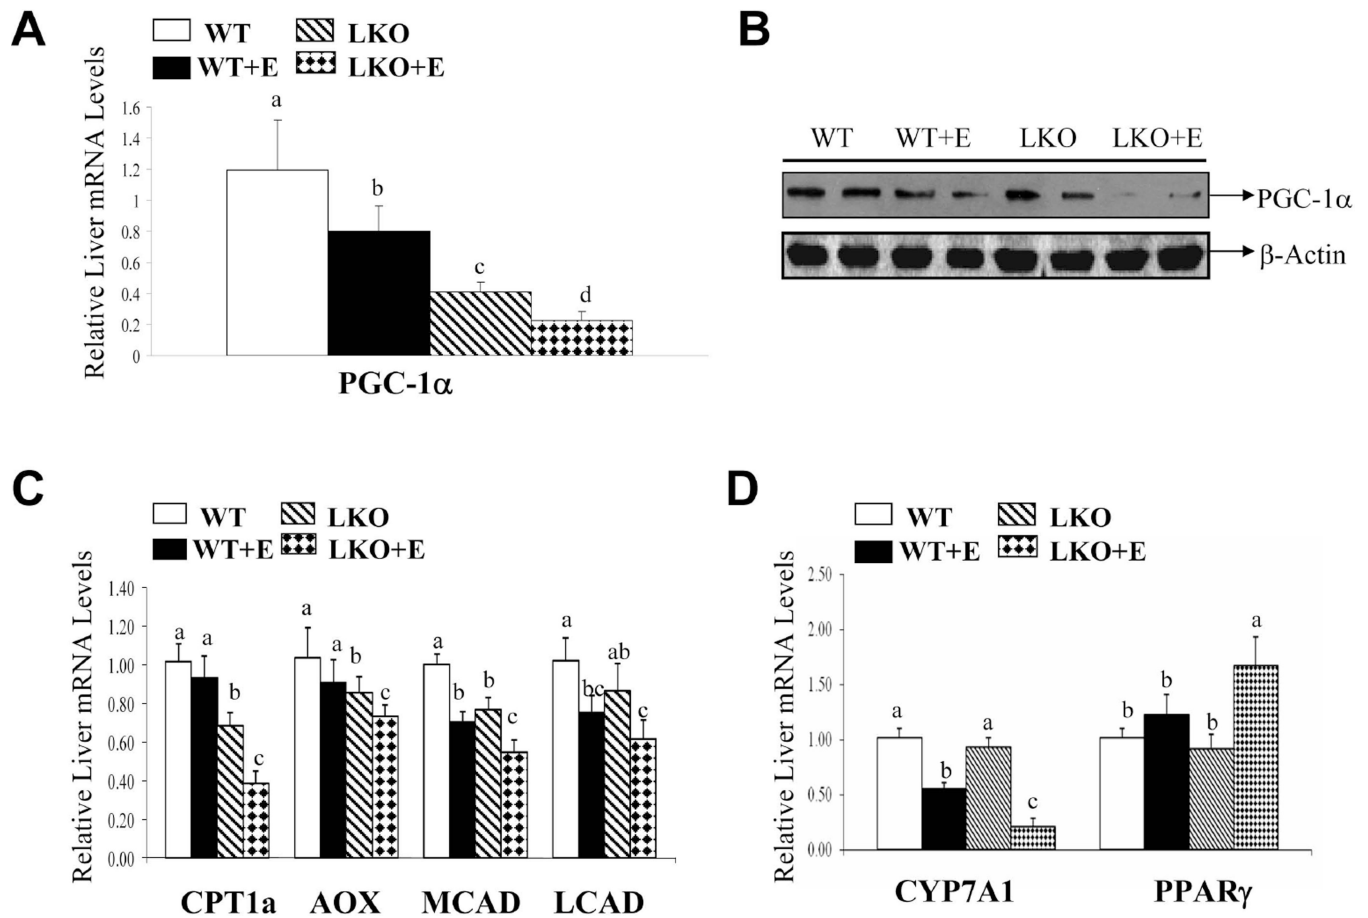 A
WT
LKO
WT+E
LKO+E
Relative Liver mRNA Levels
1.6
1.4
1.2
1
0.8
0.6
0.4
0.2
0
a
b
c
d
PGC-1α
B
WT WT+E LKO LKO+E
PGC-1α
β-Actin
C
WT
LKO
WT+E
LKO+E
Relative Liver mRNA Levels
1.40
1.20
1.00
0.80
0.60
0.40
0.20
0.00
a a b c
a a b c
a b b c
a bc ab c
CPT1a AOX MCAD LCAD
D
WT
LKO
WT+E
LKO+E
Relative Liver mRNA Levels
2.50
2.00
1.50
1.00
0.50
0.00
a b a c
b b b a
CYP7A1 PPARγ